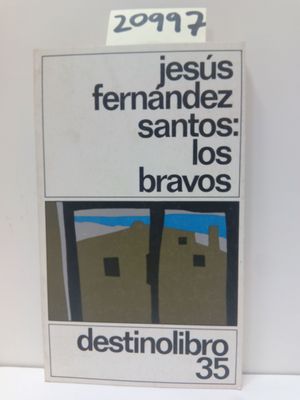 20997
jesús
fernández
santos:
los
bravos
destinolibro
35